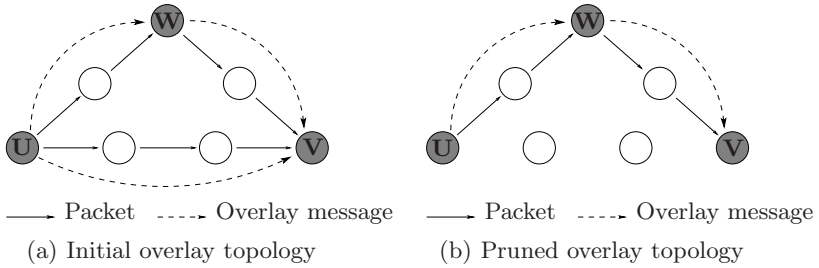 W
W
U
V
U
V
Packet
Overlay message
Packet
Overlay message
(a) Initial overlay topology
(b) Pruned overlay topology